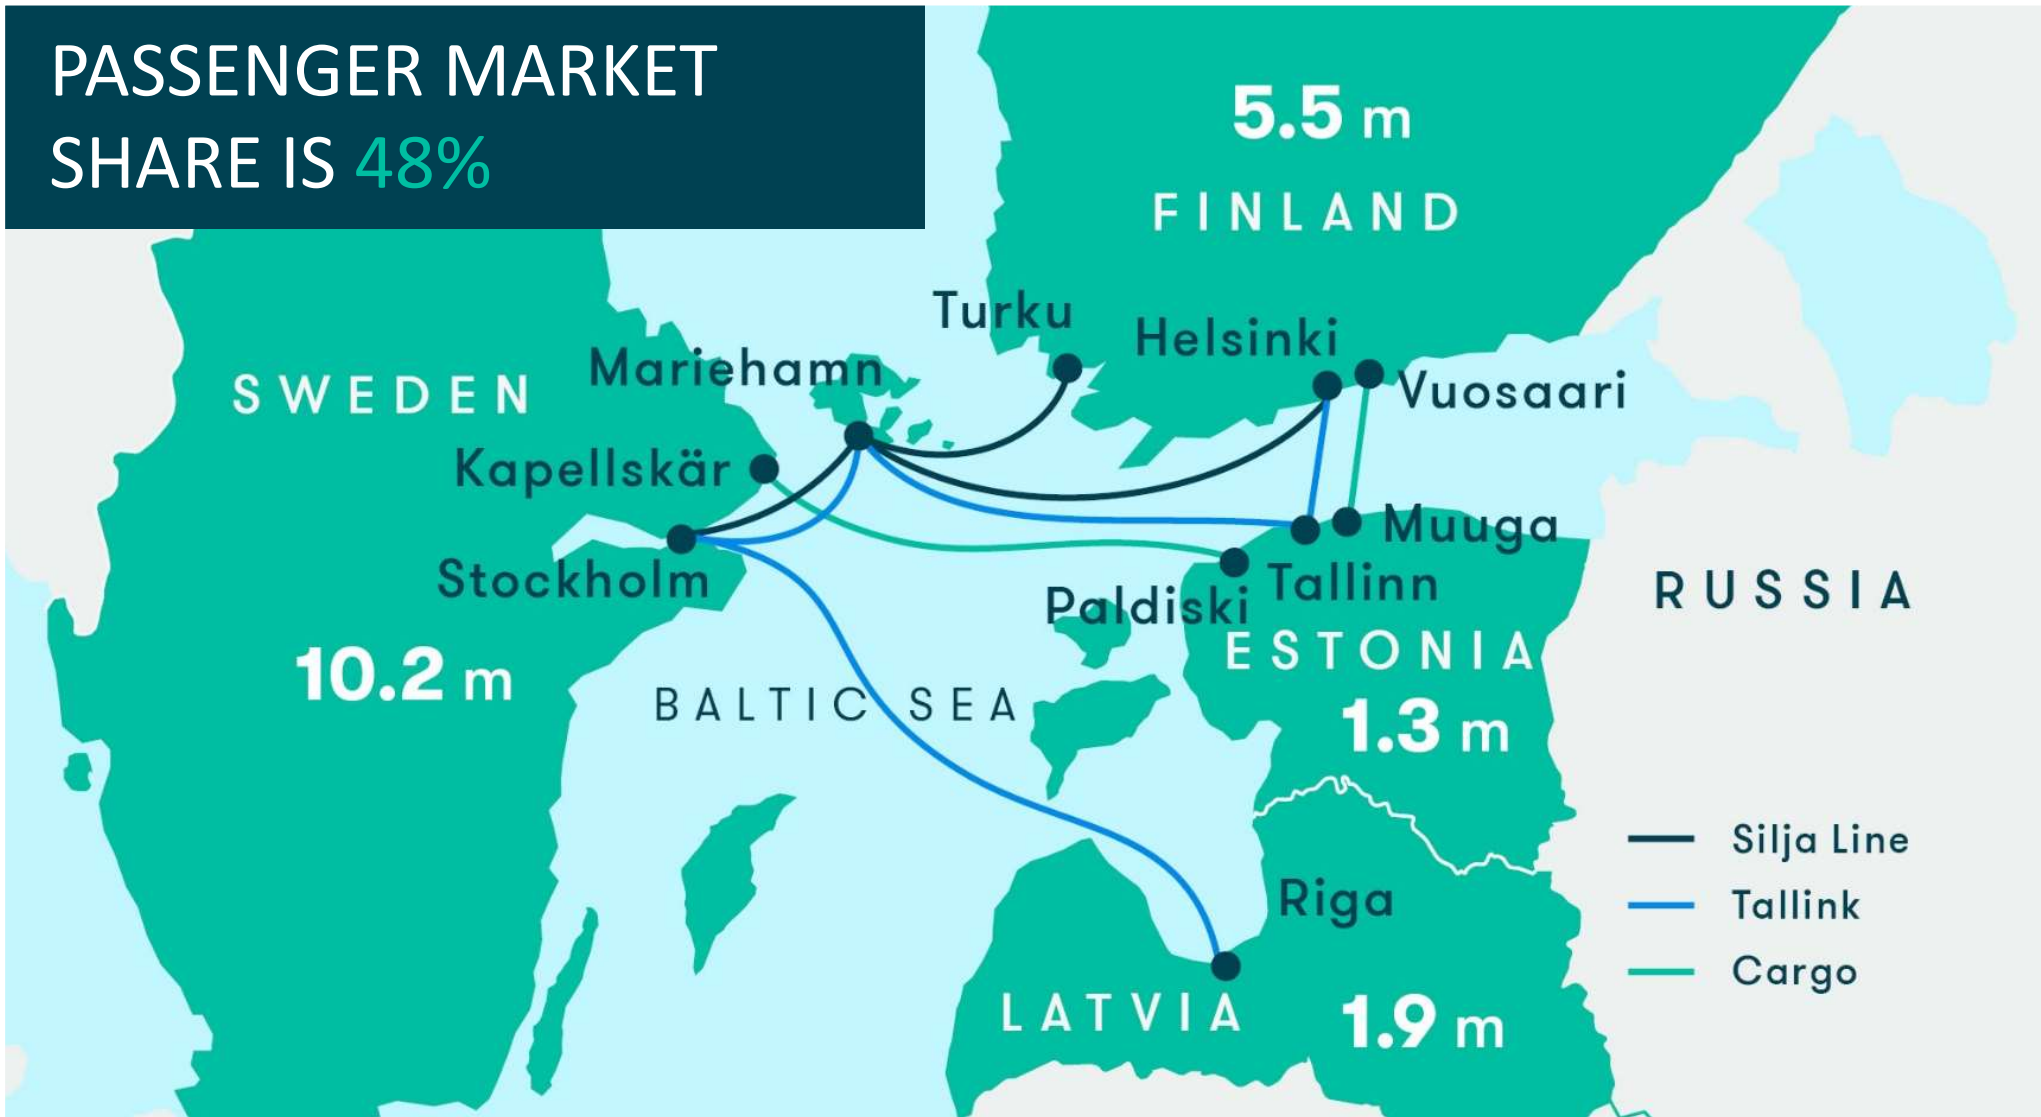 PASSENGER MARKET
SHARE IS 48%
5.5 m
FINLAND
Turku
Helsinki
Mariehamn
Vuosaari
SWEDEN
Kapellskär
Muuga
Stockholm
Tallinn
Paldiski
RUSSIA
ESTONIA
10.2 m
BALTIC SEA
1.3 m
Silja Line
Riga
Tallink
Cargo
LATVIA
1.9 m